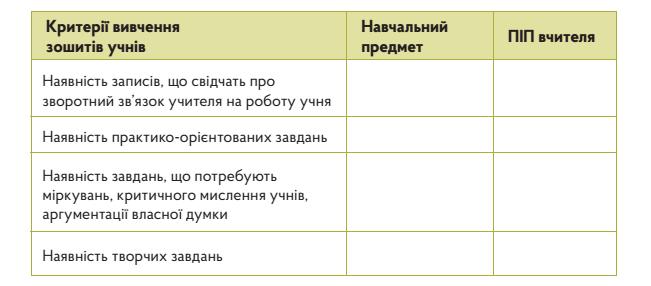 Критерії вивчення
зошитів учнів
Навчальний
предмет
ПІП вчителя
Наявність записів, що свідчать про
зворотний зв’язок учителя на роботу учня
Наявність практико-орієнтованих завдань
Наявність завдань, що потребують
міркувань, критичного мислення учнів,
аргументації власної думки
Наявність творчих завдань